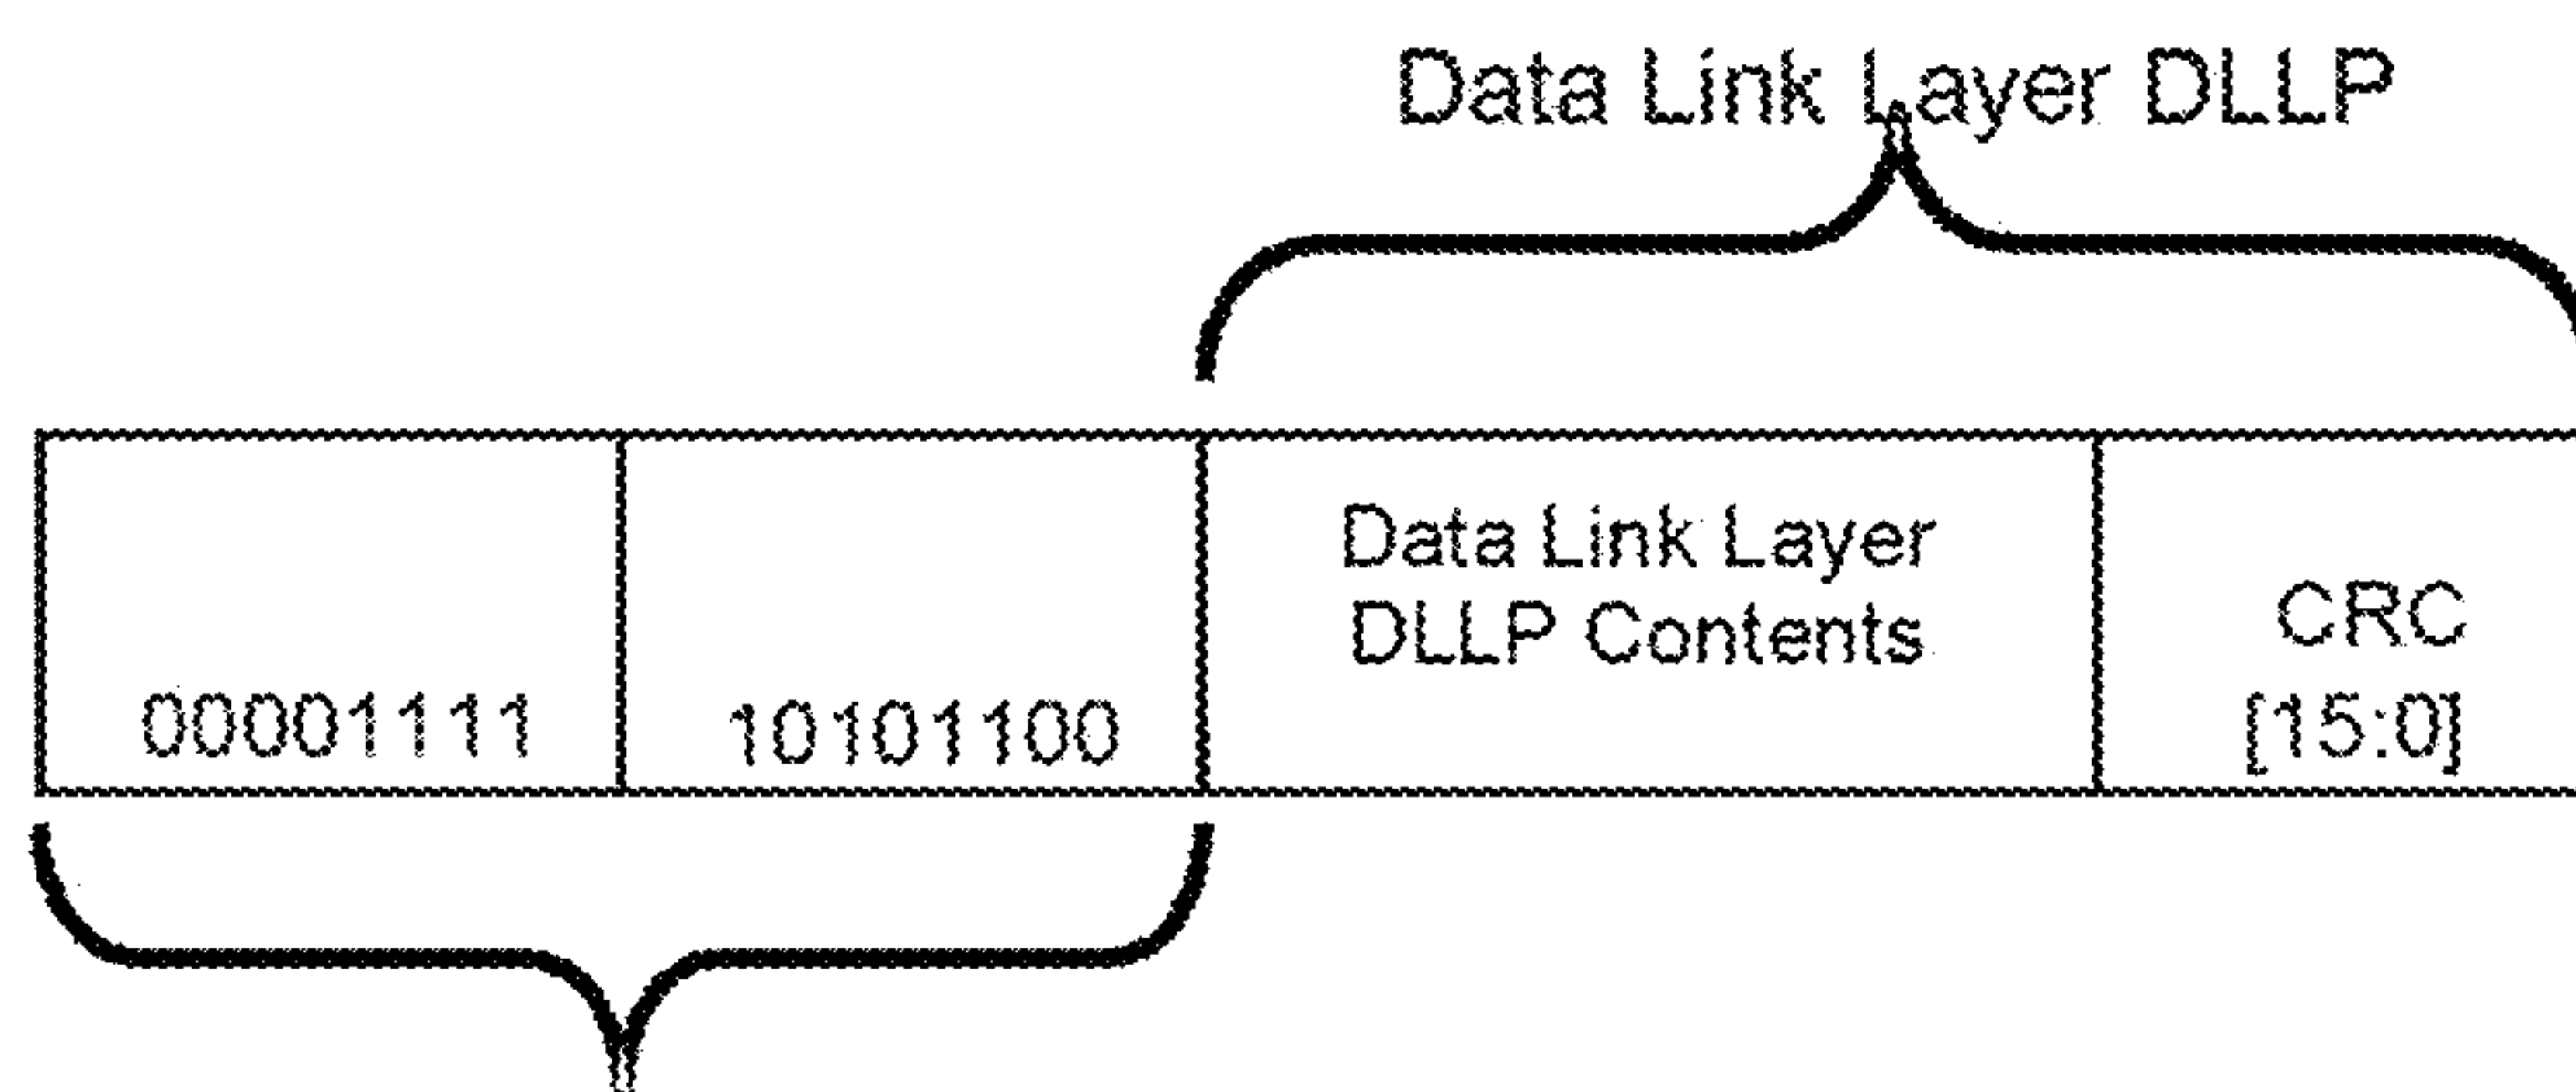 Data Link Layer DLLP
00001111
10101100
Data Link Layer
DLLP Contents
CRC
[15:0]